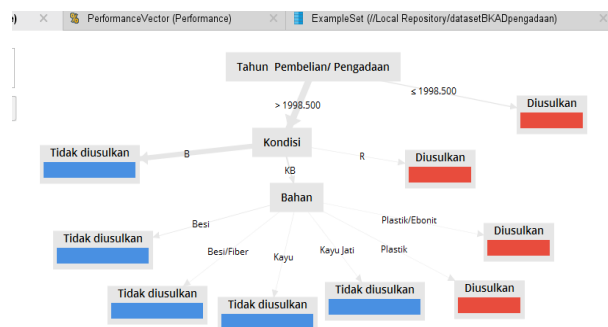 PerformanceVector (Performance)
ExampleSet (//Local Repository/datasetBKADpengadaan)
Tahun Pembelian/ Pengadaan
≤ 1998.500
> 1998.500
Diusulkan
Kondisi
Tidak diusulkan
B
R
Diusulkan
KB
Bahan
Plastik/Ebonit
Besi
Diusulkan
Tidak diusulkan
Besi/Fiber
Kayu
Kayu Jati
Plastik
Tidak diusulkan
Tidak diusulkan
Tidak diusulkan
Diusulkan